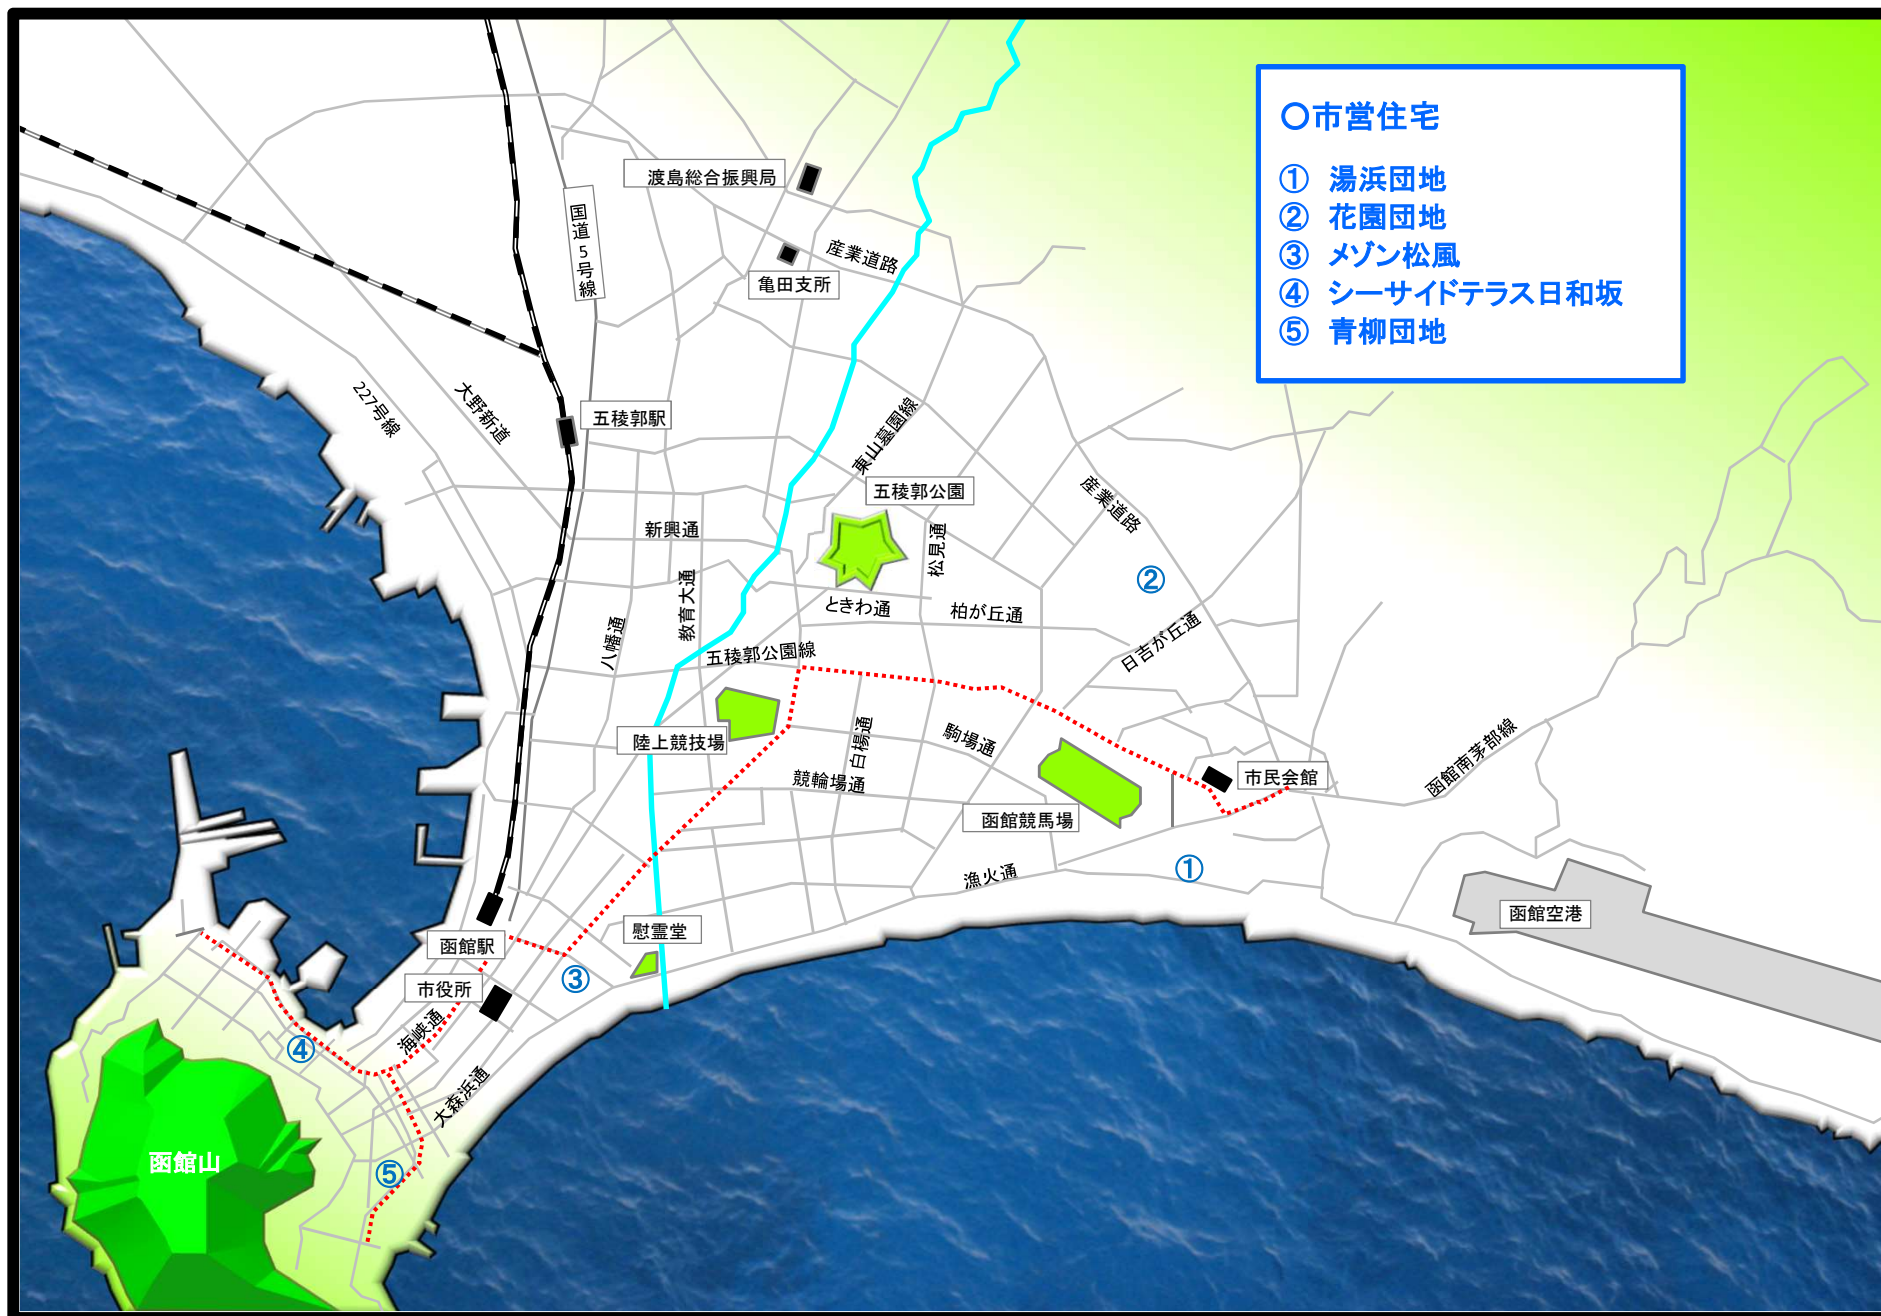 〇市営住宅
① 湯浜団地
② 花園団地
③ メゾン松風
④ シーサイドテラス日和坂
⑤ 青柳団地
渡島総合振興局
国道5号線
産業道路
亀田支所
227号線
大野新道
五稜郭駅
東山墓園線
五稜郭公園
産業道路
新興通
松見通
②
教育大通
ときわ通
柏が丘通
八幡通
日吉が丘通
五稜郭公園線
陸上競技場
白楊通
駒場通
函館南茅部線
市民会館
競輪場通
函館競馬場
①
漁火通
函館空港
慰霊堂
函館駅
③
市役所
海峡通
④
大森浜通
函館山
⑤